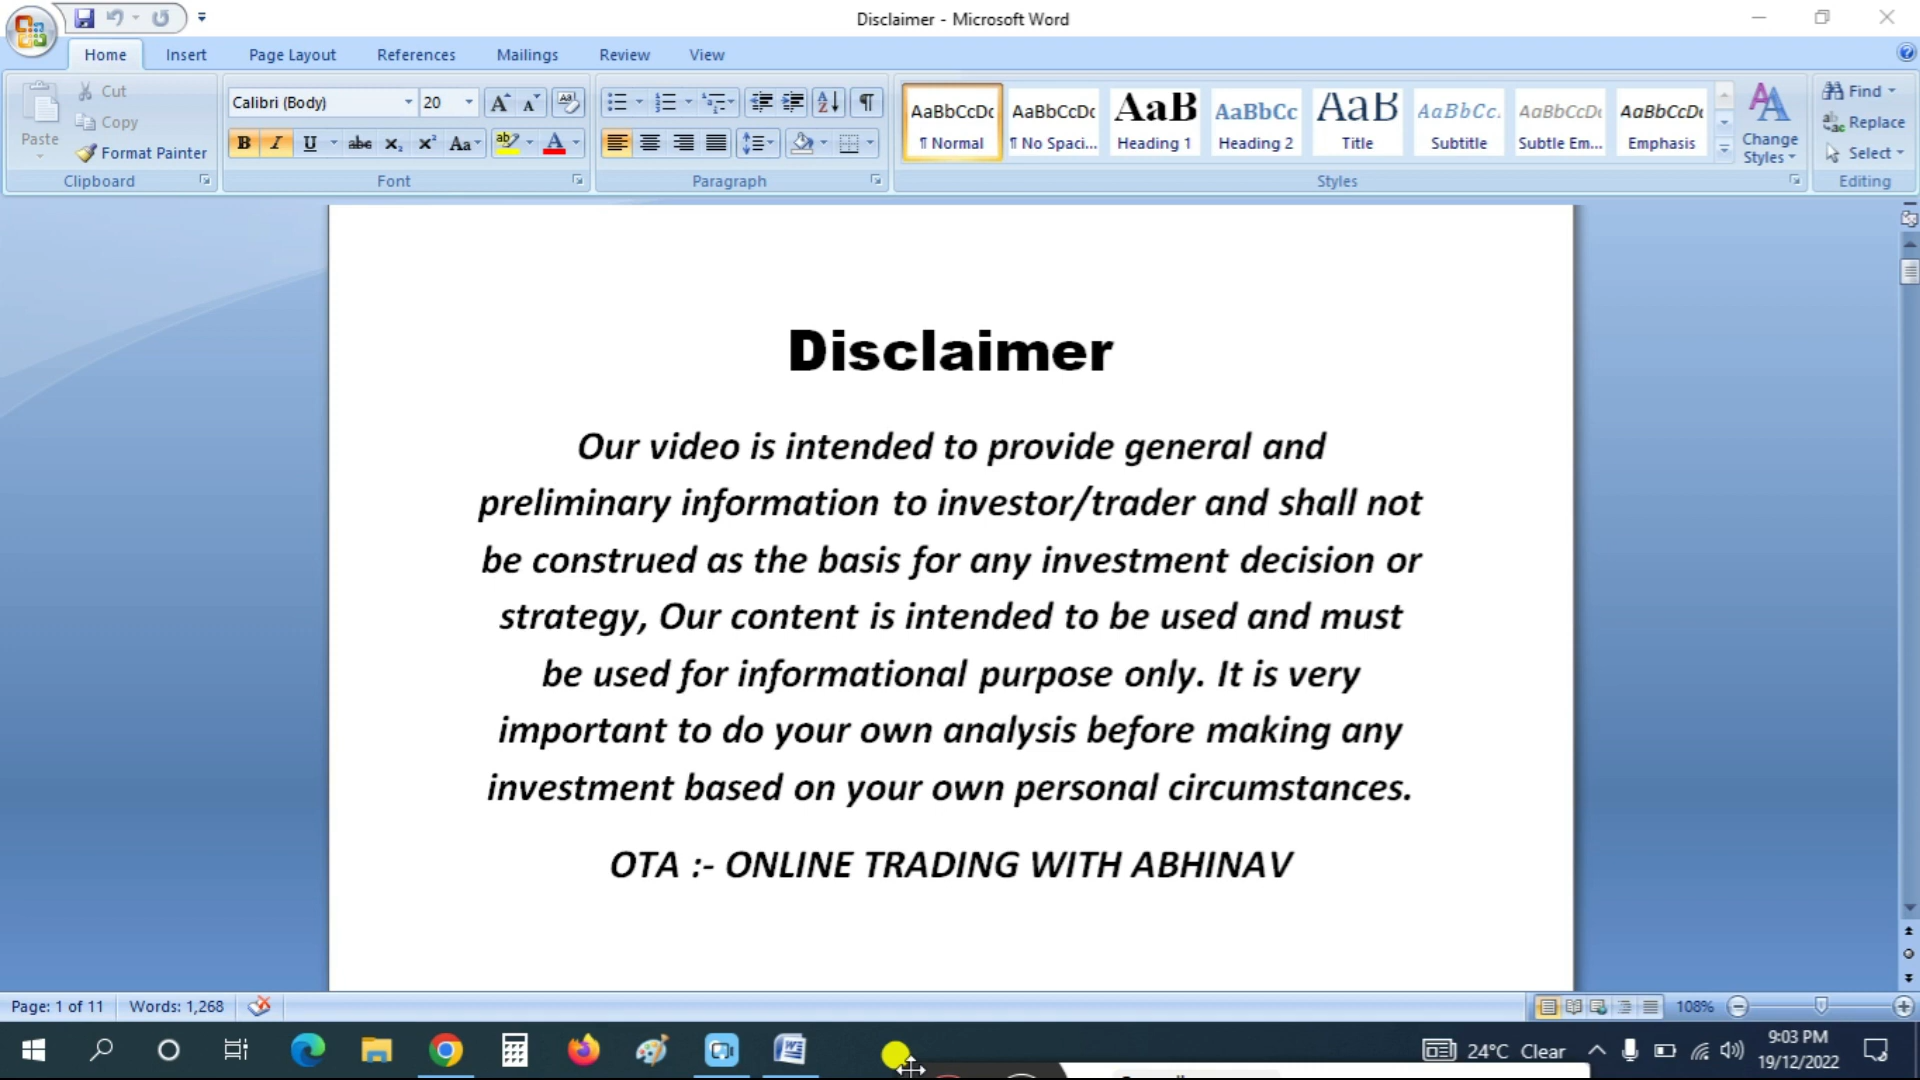 Disclaimer - Microsoft Word
Home Insert Page Layout References Mailings Review View
Paste
Cut
Copy
Format Painter
Clipboard
Calibri (Body) 20
B I U abc X₂ X² Aa ab A
Font
Paragraph
AaBbCcDc AaBbCcDc AaB AaBbCc AaB AaBbCc. AaBbCcDc AaBbCcDc
¶ Normal ¶ No Spaci... Heading 1 Heading 2 Title Subtitle Subtle Em... Emphasis
Change Styles
Styles
Find
Replace
Select
Editing
Disclaimer
Our video is intended to provide general and
preliminary information to investor/trader and shall not
be construed as the basis for any investment decision or
strategy, Our content is intended to be used and must
be used for informational purpose only. It is very
important to do your own analysis before making any
investment based on your own personal circumstances.
OTA :- ONLINE TRADING WITH ABHINAV
Page: 1 of 11 Words: 1,268 108%
24°C Clear
9:03 PM
19/12/2022